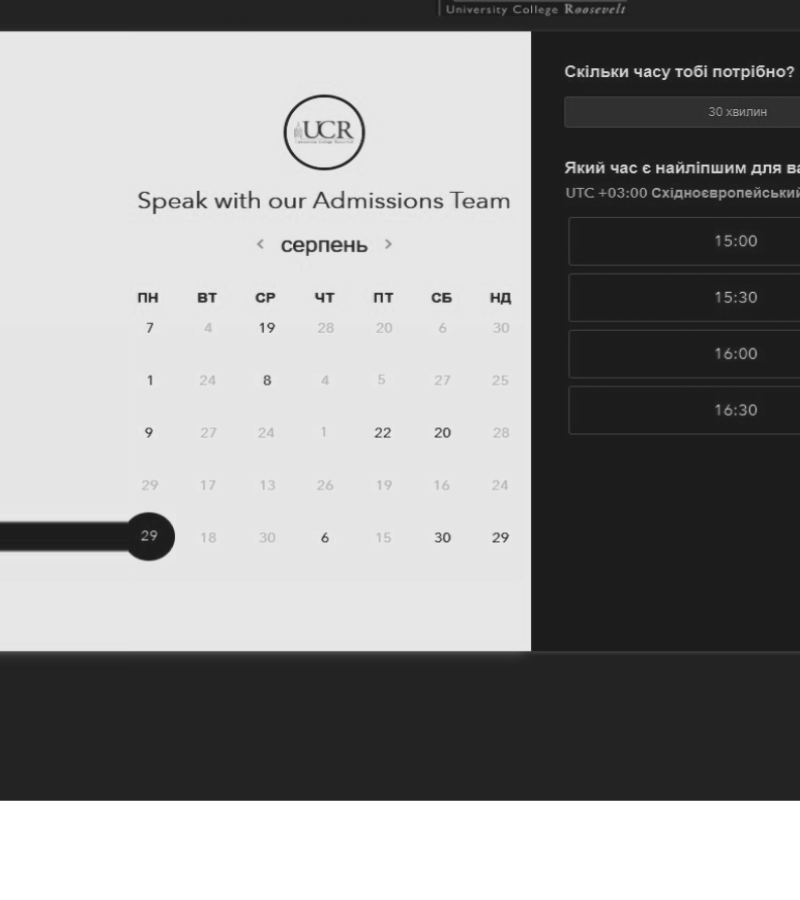 University College Roosevelt
UCR
Speak with our Admissions Team
‹ серпень ›
ПН ВТ СР ЧТ ПТ СБ НД
7 4 19 28 20 6 30
1 24 8 4 5 27 25
9 27 24 1 22 20 28
29 17 13 26 19 16 24
29 18 30 6 15 30 29
Скільки часу тобі потрібно?
30 хвилин
Який час є найліпшим для ва
UTC +03:00 Східноєвропейський
15:00
15:30
16:00
16:30